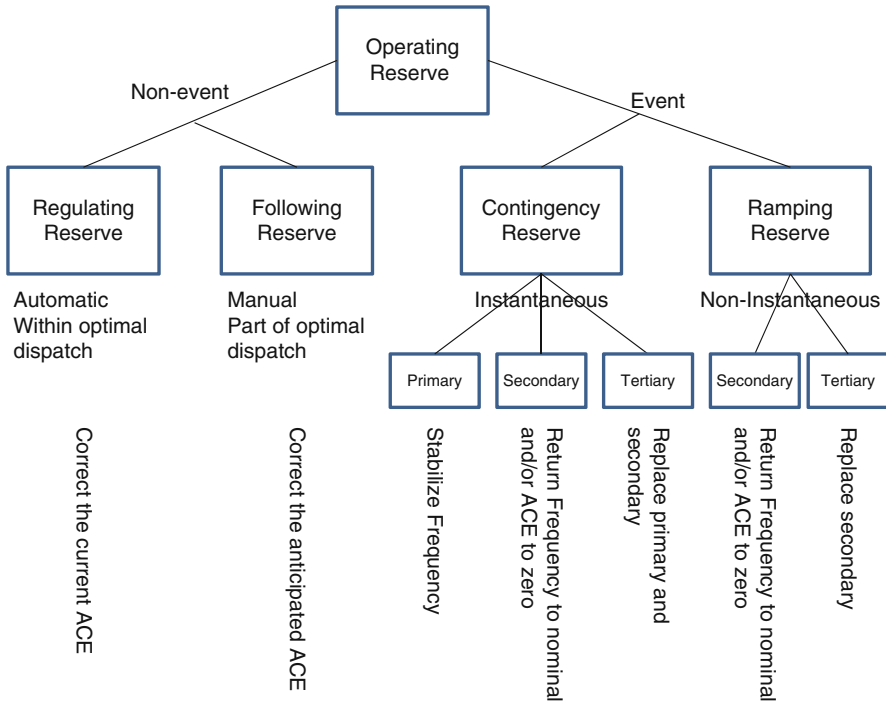 Operating
Reserve
Non-event
Event
Regulating
Reserve
Following
Reserve
Contingency
Reserve
Ramping
Reserve
Automatic
Within optimal
dispatch
Manual
Part of optimal
dispatch
Instantaneous
Non-Instantaneous
Primary
Secondary
Tertiary
Secondary
Tertiary
Correct the current ACE
Correct the anticipated ACE
Stabilize Frequency
Return Frequency to nominal
and/or ACE to zero
Replace primary and
secondary
Return Frequency to nominal
and/or ACE to zero
Replace secondary